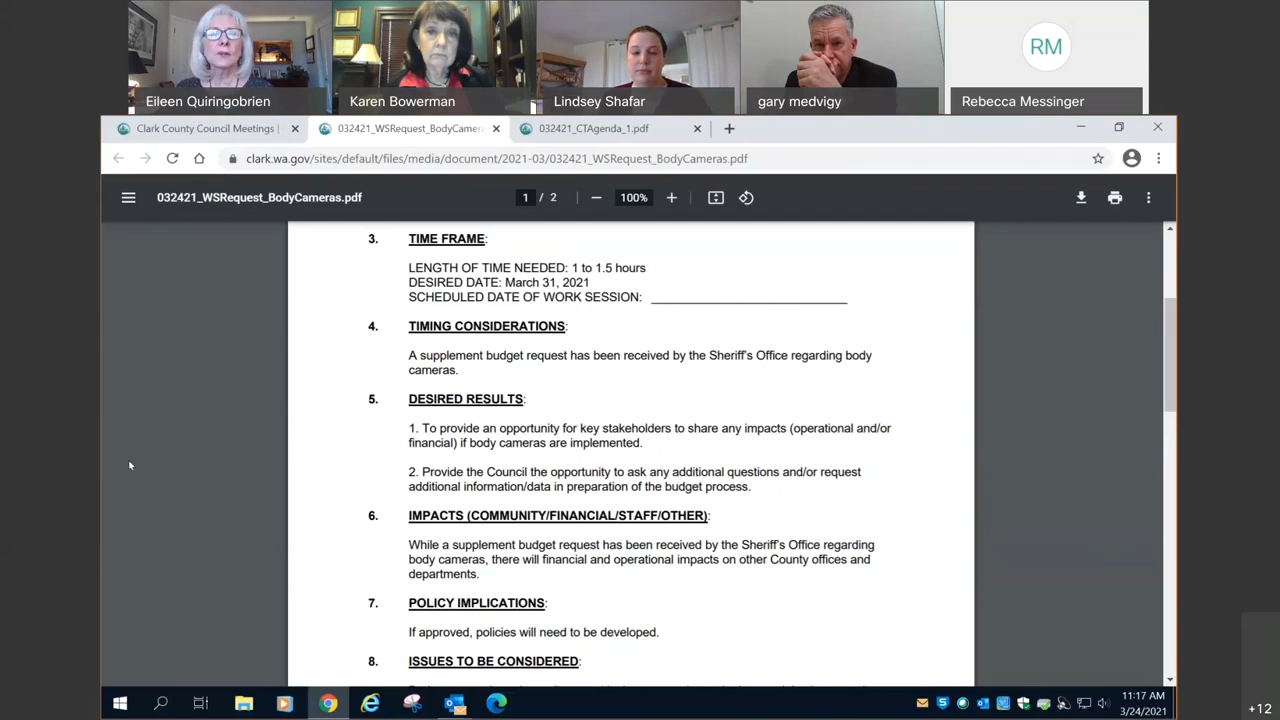 RM
Eileen Quiringobrien
Karen Bowerman
Lindsey Shafar
gary medvigy
Rebecca Messinger
Clark County Council Meetings |
032421_WSRequest_BodyCamera
032421_CTAgenda_1.pdf
clark.wa.gov/sites/default/files/media/document/2021-03/032421_WSRequest_BodyCameras.pdf
032421_WSRequest_BodyCameras.pdf
1 / 2
100%
3. TIME FRAME:
LENGTH OF TIME NEEDED: 1 to 1.5 hours
DESIRED DATE: March 31, 2021
SCHEDULED DATE OF WORK SESSION:
4. TIMING CONSIDERATIONS:
A supplement budget request has been received by the Sheriff's Office regarding body
cameras.
5. DESIRED RESULTS:
1. To provide an opportunity for key stakeholders to share any impacts (operational and/or
financial) if body cameras are implemented.
2. Provide the Council the opportunity to ask any additional questions and/or request
additional information/data in preparation of the budget process.
6. IMPACTS (COMMUNITY/FINANCIAL/STAFF/OTHER):
While a supplement budget request has been received by the Sheriff's Office regarding
body cameras, there will financial and operational impacts on other County offices and
departments.
7. POLICY IMPLICATIONS:
If approved, policies will need to be developed.
8. ISSUES TO BE CONSIDERED:
11:17 AM
3/24/2021
+12